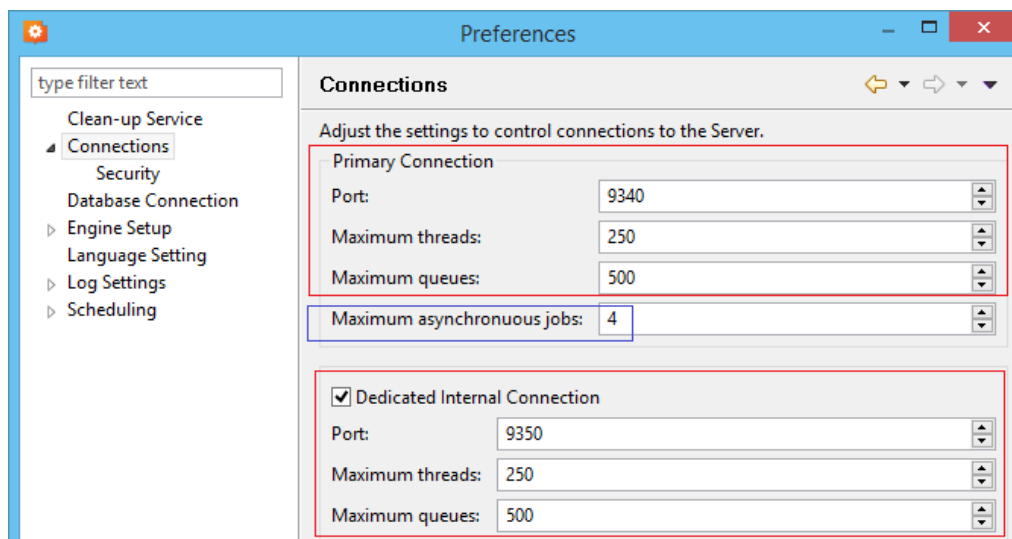 Preferences
type filter text
Clean-up Service
Connections
Security
Database Connection
Engine Setup
Language Setting
Log Settings
Scheduling
Connections
Adjust the settings to control connections to the Server.
Primary Connection
Port: 9340
Maximum threads: 250
Maximum queues: 500
Maximum asynchronuous jobs: 4
Dedicated Internal Connection
Port: 9350
Maximum threads: 250
Maximum queues: 500